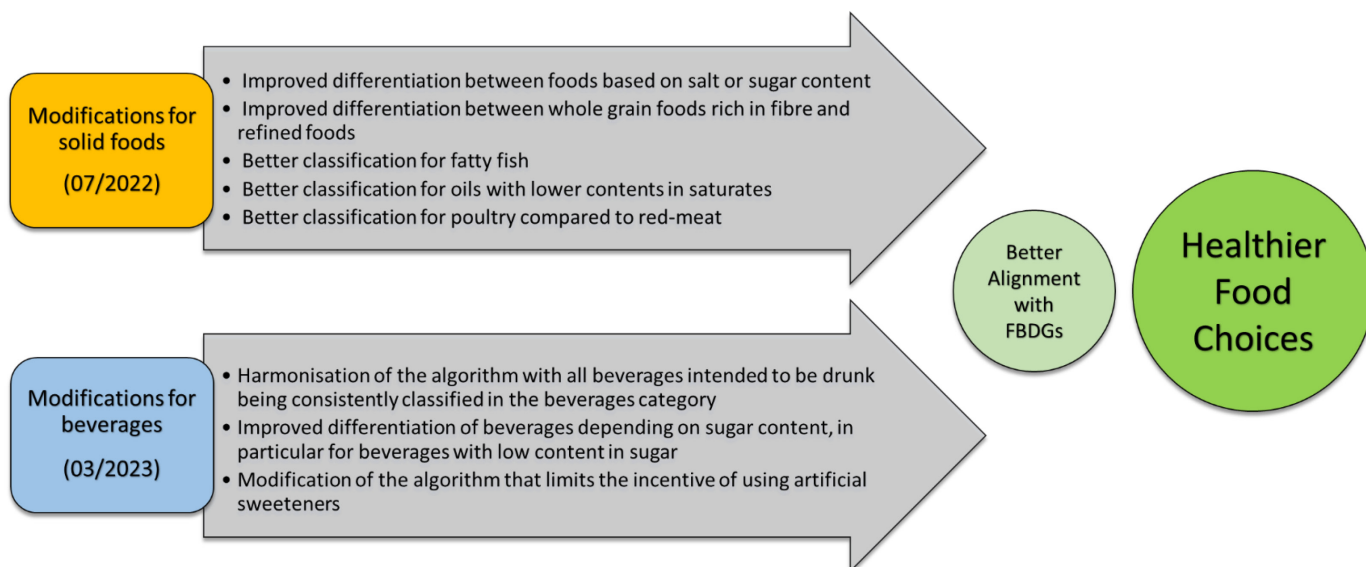 Modifications for
solid foods
(07/2022)
• Improved differentiation between foods based on salt or sugar content
• Improved differentiation between whole grain foods rich in fibre and
refined foods
• Better classification for fatty fish
• Better classification for oils with lower contents in saturates
• Better classification for poultry compared to red-meat
Modifications for
beverages
(03/2023)
• Harmonisation of the algorithm with all beverages intended to be drunk
being consistently classified in the beverages category
• Improved differentiation of beverages depending on sugar content, in
particular for beverages with low content in sugar
• Modification of the algorithm that limits the incentive of using artificial
sweeteners
Better
Alignment
with
FBDGs
Healthier
Food
Choices